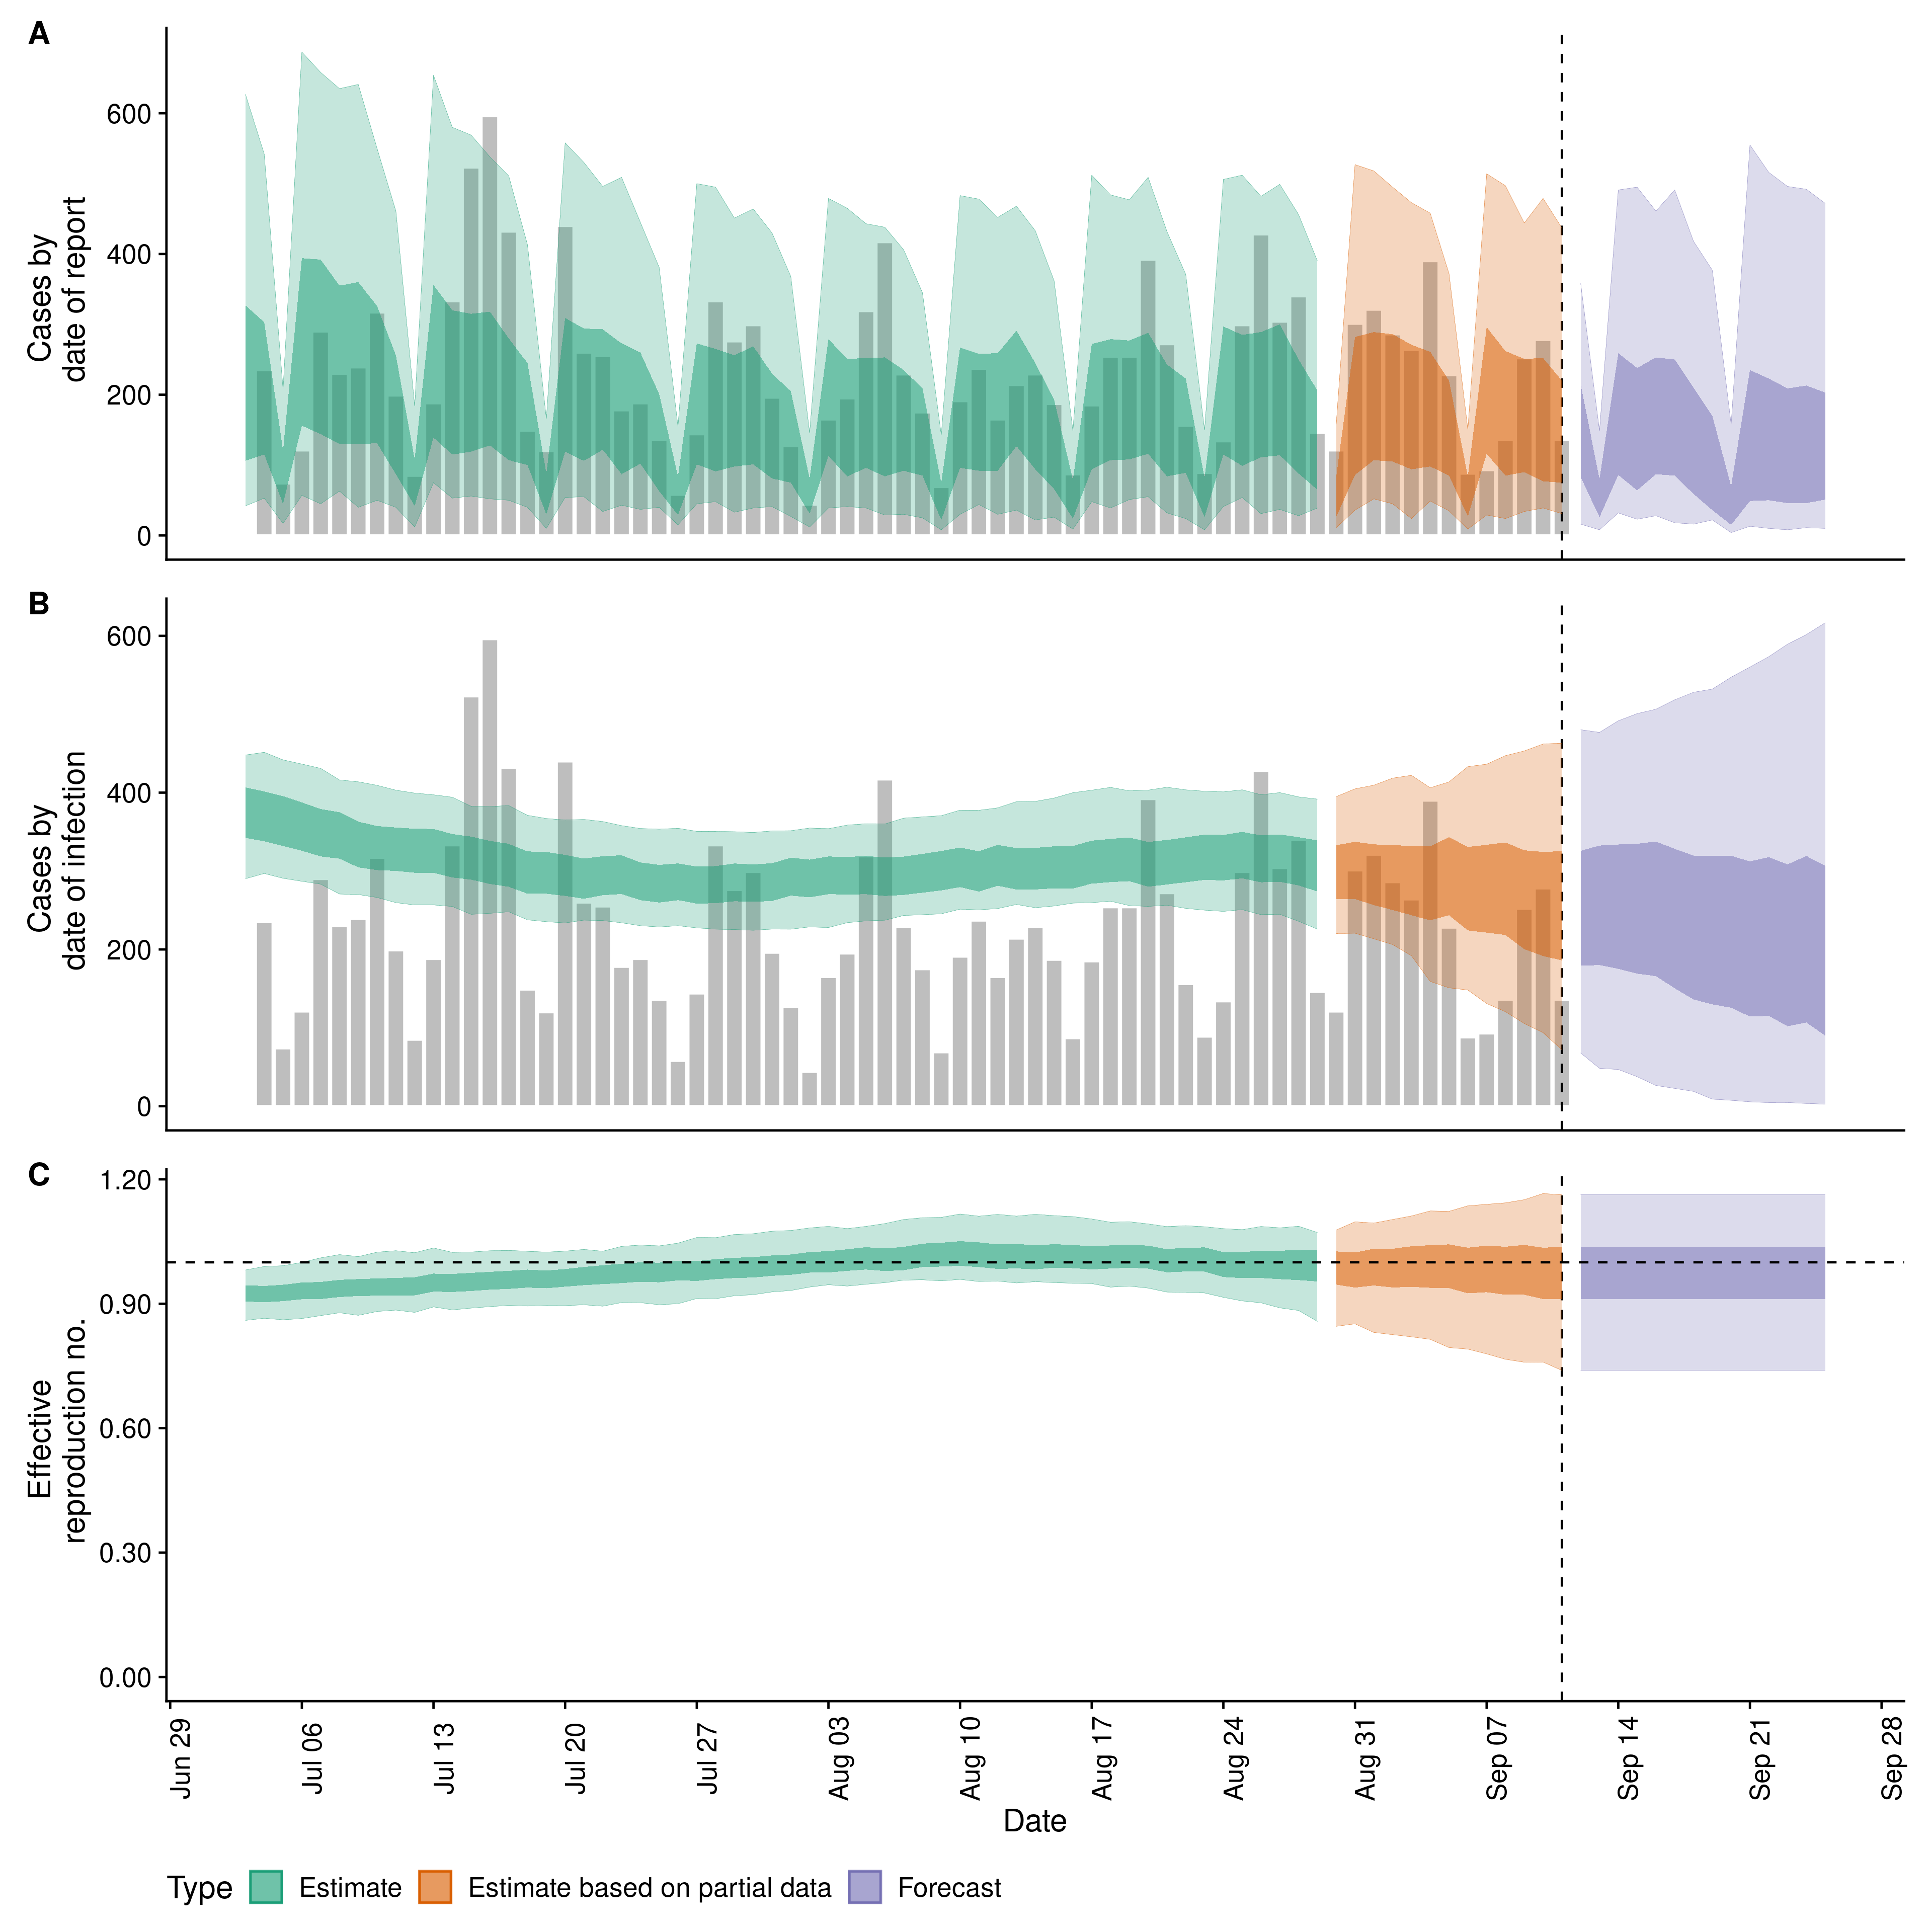 A
Cases by
date of report
600
400
200
0
B
Cases by
date of infection
600
400
200
0
C
Effective
reproduction no.
1.20
0.90
0.60
0.30
0.00
Jun 29
Jul 06
Jul 13
Jul 20
Jul 27
Aug 03
Aug 10
Aug 17
Aug 24
Aug 31
Sep 07
Sep 14
Sep 21
Sep 28
Date
Type Estimate Estimate based on partial data Forecast